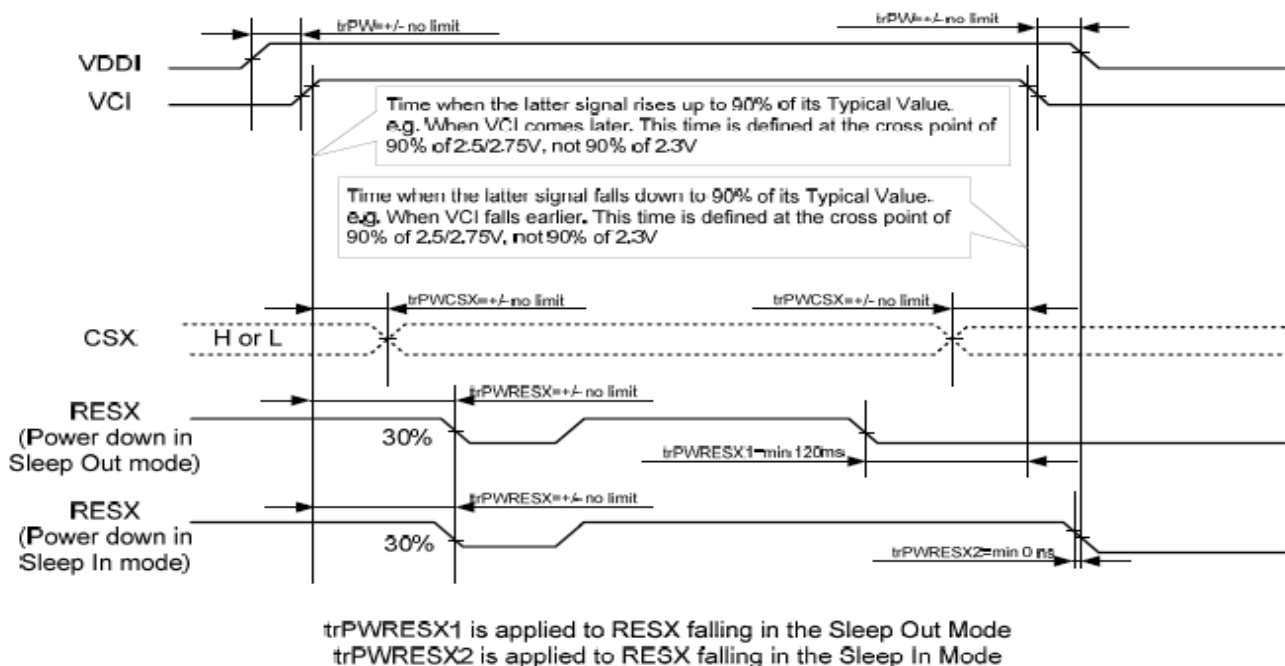 trPW=+/- no limit
trPW=+/- no limit
VDDI
VCI
Time when the latter signal rises up to 90% of its Typical Value.
e.g. When VCI comes later. This time is defined at the cross point of
90% of 2.5/2.75V, not 90% of 2.3V
Time when the latter signal falls down to 90% of its Typical Value.
e.g. When VCI falls earlier. This time is defined at the cross point of
90% of 2.5/2.75V, not 90% of 2.3V
trPWCSX=+/- no limit
trPWCSX=+/- no limit
CSX
H or L
trPWRESX=+/- no limit
RESX
(Power down in
Sleep Out mode)
30%
trPWRESX1=min 120ms
trPWRESX=+/- no limit
RESX
(Power down in
Sleep In mode)
30%
trPWRESX2=min 0 ns
trPWRESX1 is applied to RESX falling in the Sleep Out Mode
trPWRESX2 is applied to RESX falling in the Sleep In Mode